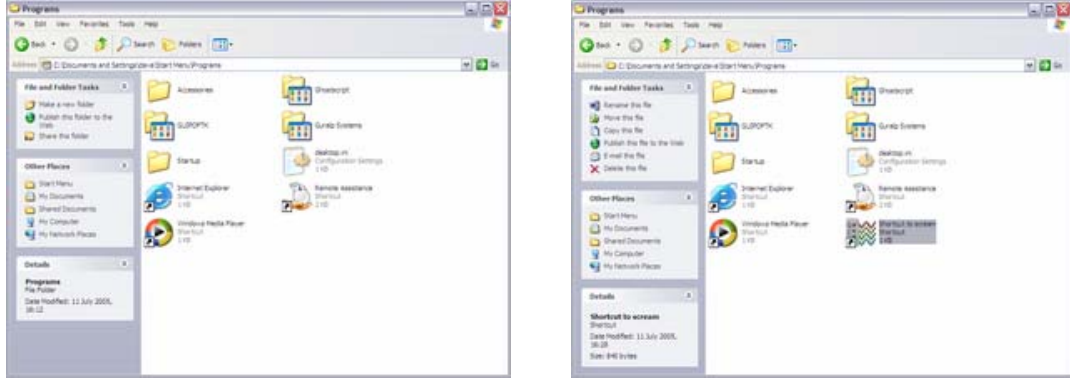 Programs
File Edit View Favorites Tools Help
Back Search Folders
Address C:\Documents and Settings\dave\Start Menu\Programs Go
File and Folder Tasks
Make a new folder
Publish this folder to the
Web
Share this folder
Other Places
Start Menu
My Documents
Shared Documents
My Computer
My Network Places
Details
Programs
File Folder
Date Modified: 11 July 2005,
16:12
Accessories
Ghostscript
GLIPOPTK
Guralp Systems
Startup
desktop.ini
Configuration Settings
1 KB
Internet Explorer
Shortcut
1 KB
Remote Assistance
Shortcut
2 KB
Windows Media Player
Shortcut
1 KB
Programs
File Edit View Favorites Tools Help
Back Search Folders
Address C:\Documents and Settings\dave\Start Menu\Programs Go
File and Folder Tasks
Rename this file
Move this file
Copy this file
Publish this file to the Web
E-mail this file
Delete this file
Other Places
Start Menu
My Documents
Shared Documents
My Computer
My Network Places
Details
Shortcut to scream
Shortcut
Date Modified: 11 July 2005,
16:28
Size: 840 bytes
Accessories
Ghostscript
GLIPOPTK
Guralp Systems
Startup
desktop.ini
Configuration Settings
1 KB
Internet Explorer
Shortcut
1 KB
Remote Assistance
Shortcut
2 KB
Windows Media Player
Shortcut
1 KB
Shortcut to scream
Shortcut
1 KB